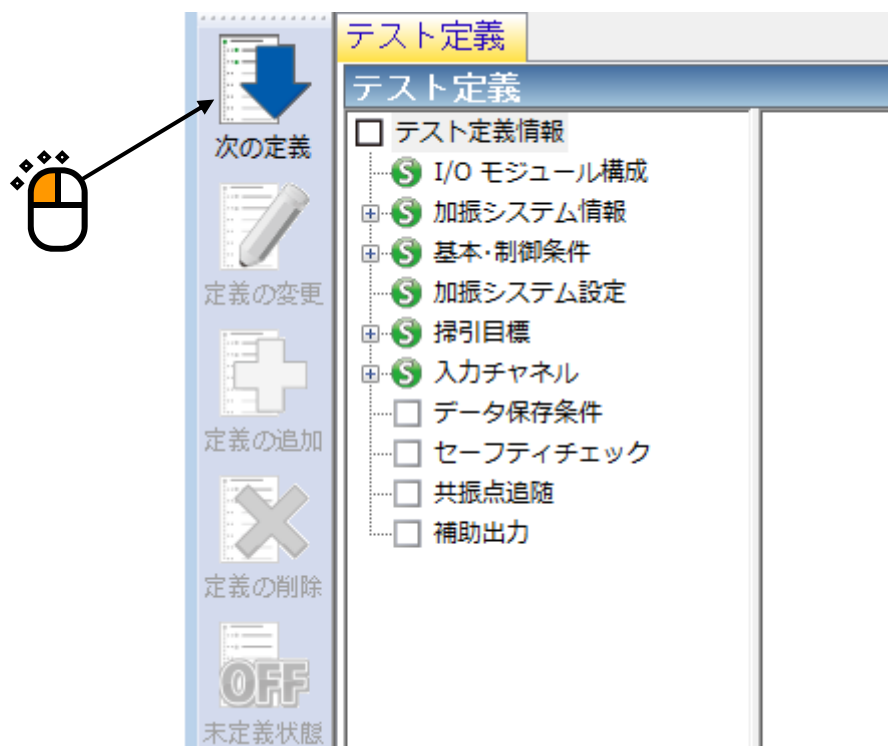 テスト定義
テスト定義
次の定義
定義の変更
定義の追加
定義の削除
OFF
未定義状態
テスト定義情報
S I/O モジュール構成
S 加振システム情報
S 基本・制御条件
S 加振システム設定
S 掃引目標
S 入力チャネル
データ保存条件
セーフティチェック
共振点追随
補助出力